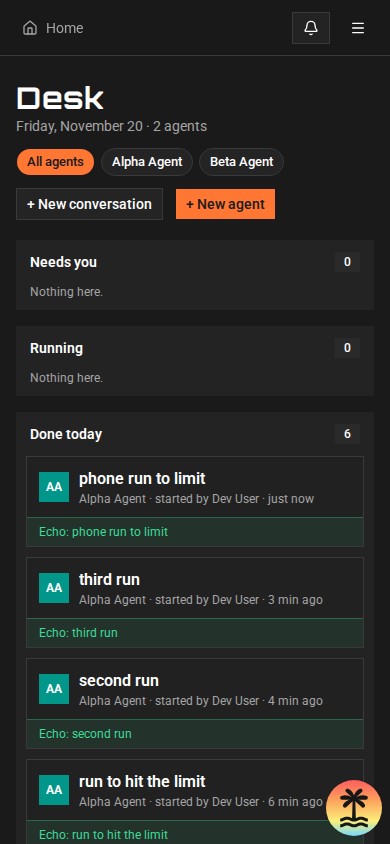 Home
Desk
Friday, November 20 · 2 agents
All agents
Alpha Agent
Beta Agent
+ New conversation
+ New agent
Needs you
0
Nothing here.
Running
0
Nothing here.
Done today
6
AA
phone run to limit
Alpha Agent · started by Dev User · just now
Echo: phone run to limit
AA
third run
Alpha Agent · started by Dev User · 3 min ago
Echo: third run
AA
second run
Alpha Agent · started by Dev User · 4 min ago
Echo: second run
AA
run to hit the limit
Alpha Agent · started by Dev User · 6 min ago
Echo: run to hit the limit